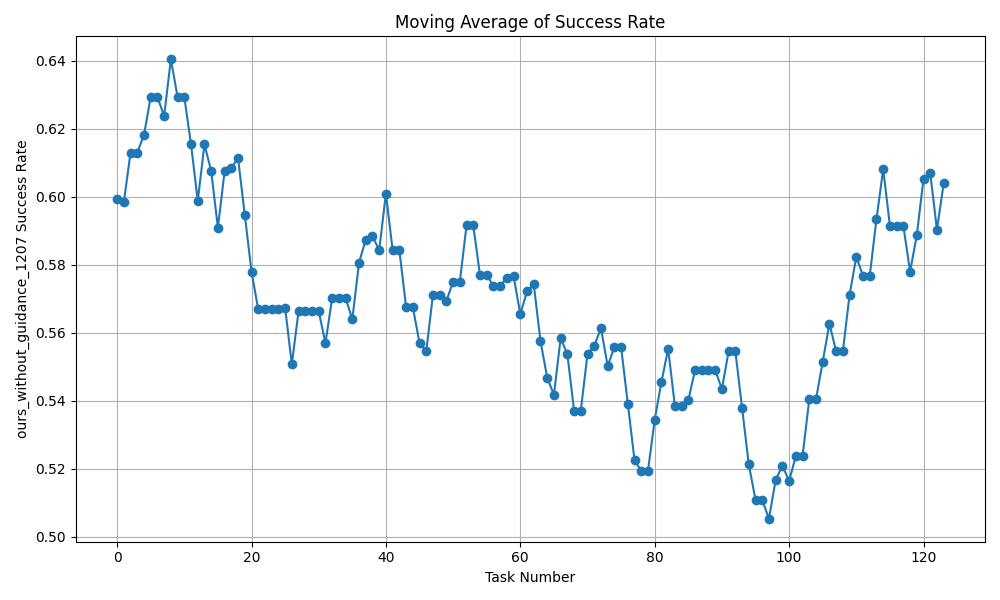 Moving Average of Success Rate
ours_without_guidance_1207 Success Rate
0.64
0.62
0.60
0.58
0.56
0.54
0.52
0.50
0 20 40 60 80 100 120
Task Number